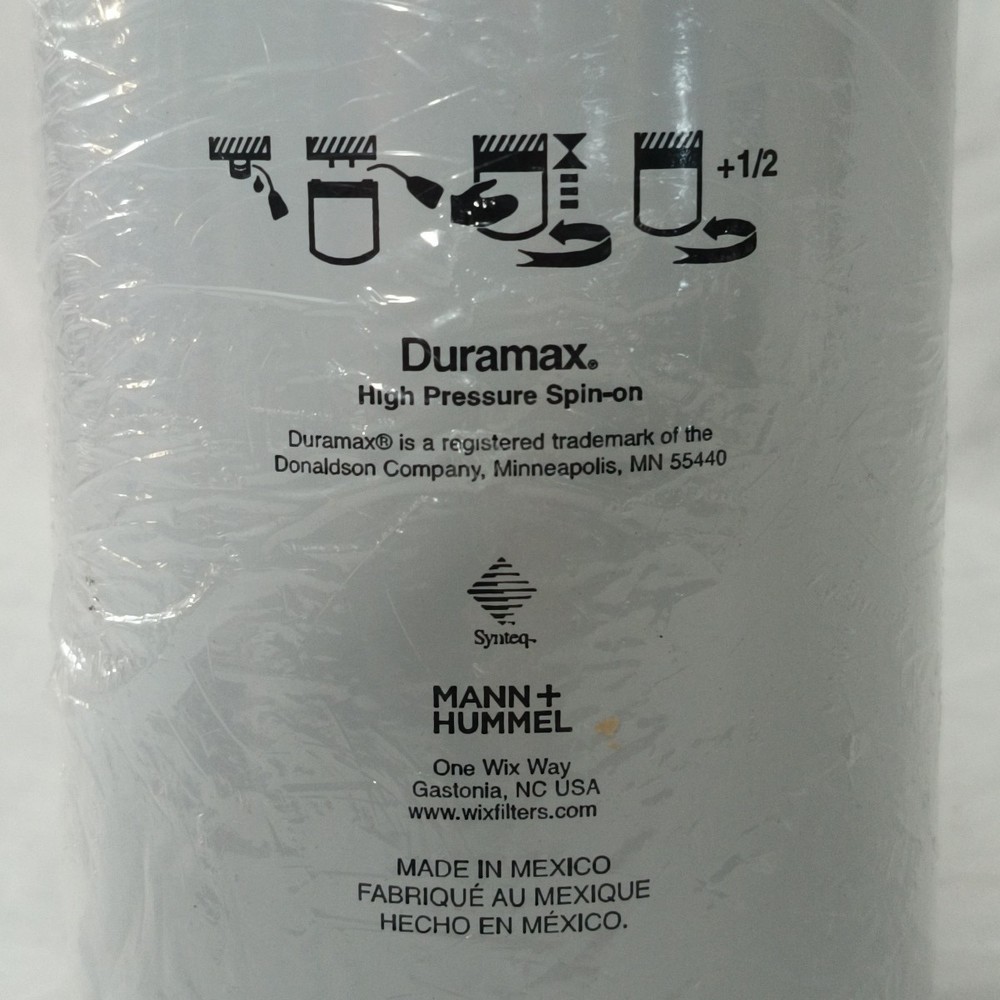 +1/2
Duramax®
High Pressure Spin-on
Duramax® is a registered trademark of the
Donaldson Company, Minneapolis, MN 55440
Synteq™
MANN+
HUMMEL
One Wix Way
Gastonia, NC USA
www.wixfilters.com
MADE IN MEXICO
FABRIQUÉ AU MEXIQUE
HECHO EN MÉXICO.